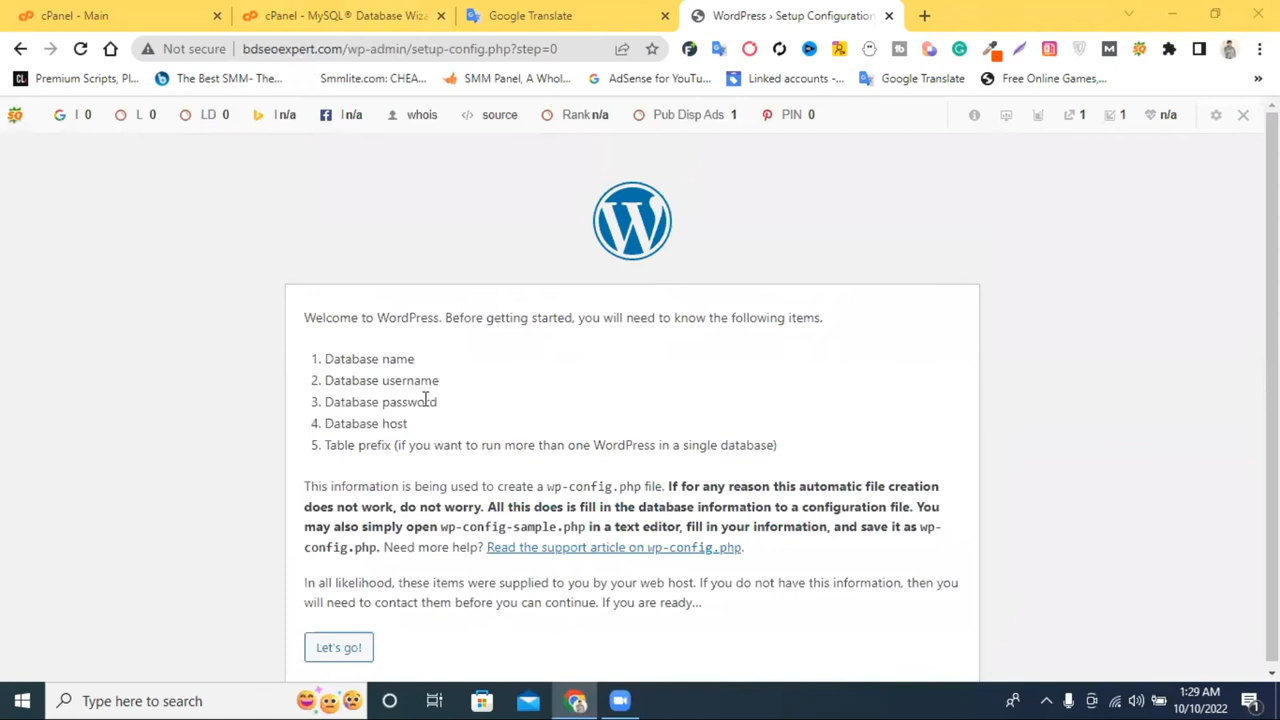 cPanel - Main
cPanel - MySQL® Database Wiza
Google Translate
WordPress › Setup Configuration
Not secure
bdseoexpert.com/wp-admin/setup-config.php?step=0
Premium Scripts, Pl...
The Best SMM- The...
Smmlite.com: CHEA...
SMM Panel, A Whol...
AdSense for YouTu...
Linked accounts -...
Google Translate
Free Online Games,...
I 0
L 0
LD 0
I n/a
I n/a
whois
source
Rank n/a
Pub Disp Ads 1
PIN 0
1
1
n/a
Welcome to WordPress. Before getting started, you will need to know the following items.
1. Database name
2. Database username
3. Database password
4. Database host
5. Table prefix (if you want to run more than one WordPress in a single database)
This information is being used to create a wp-config.php file. If for any reason this automatic file creation
does not work, do not worry. All this does is fill in the database information to a configuration file. You
may also simply open wp-config-sample.php in a text editor, fill in your information, and save it as wp-
config.php. Need more help? Read the support article on wp-config.php.
In all likelihood, these items were supplied to you by your web host. If you do not have this information, then you
will need to contact them before you can continue. If you are ready...
Let's go!
Type here to search
1:29 AM
10/10/2022